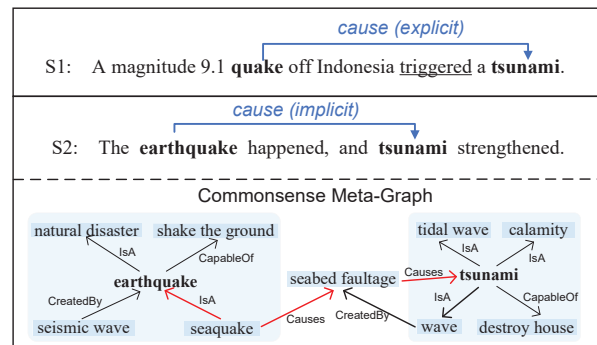 cause (explicit)
S1: A magnitude 9.1 quake off Indonesia triggered a tsunami.
cause (implicit)
S2: The earthquake happened, and tsunami strengthened.
Commonsense Meta-Graph
natural disaster shake the ground tidal wave calamity
IsA CapableOf IsA IsA
earthquake seabed faultage Causes tsunami
CreatedBy IsA IsA CapableOf
seismic wave seaquake Causes CreatedBy wave destroy house